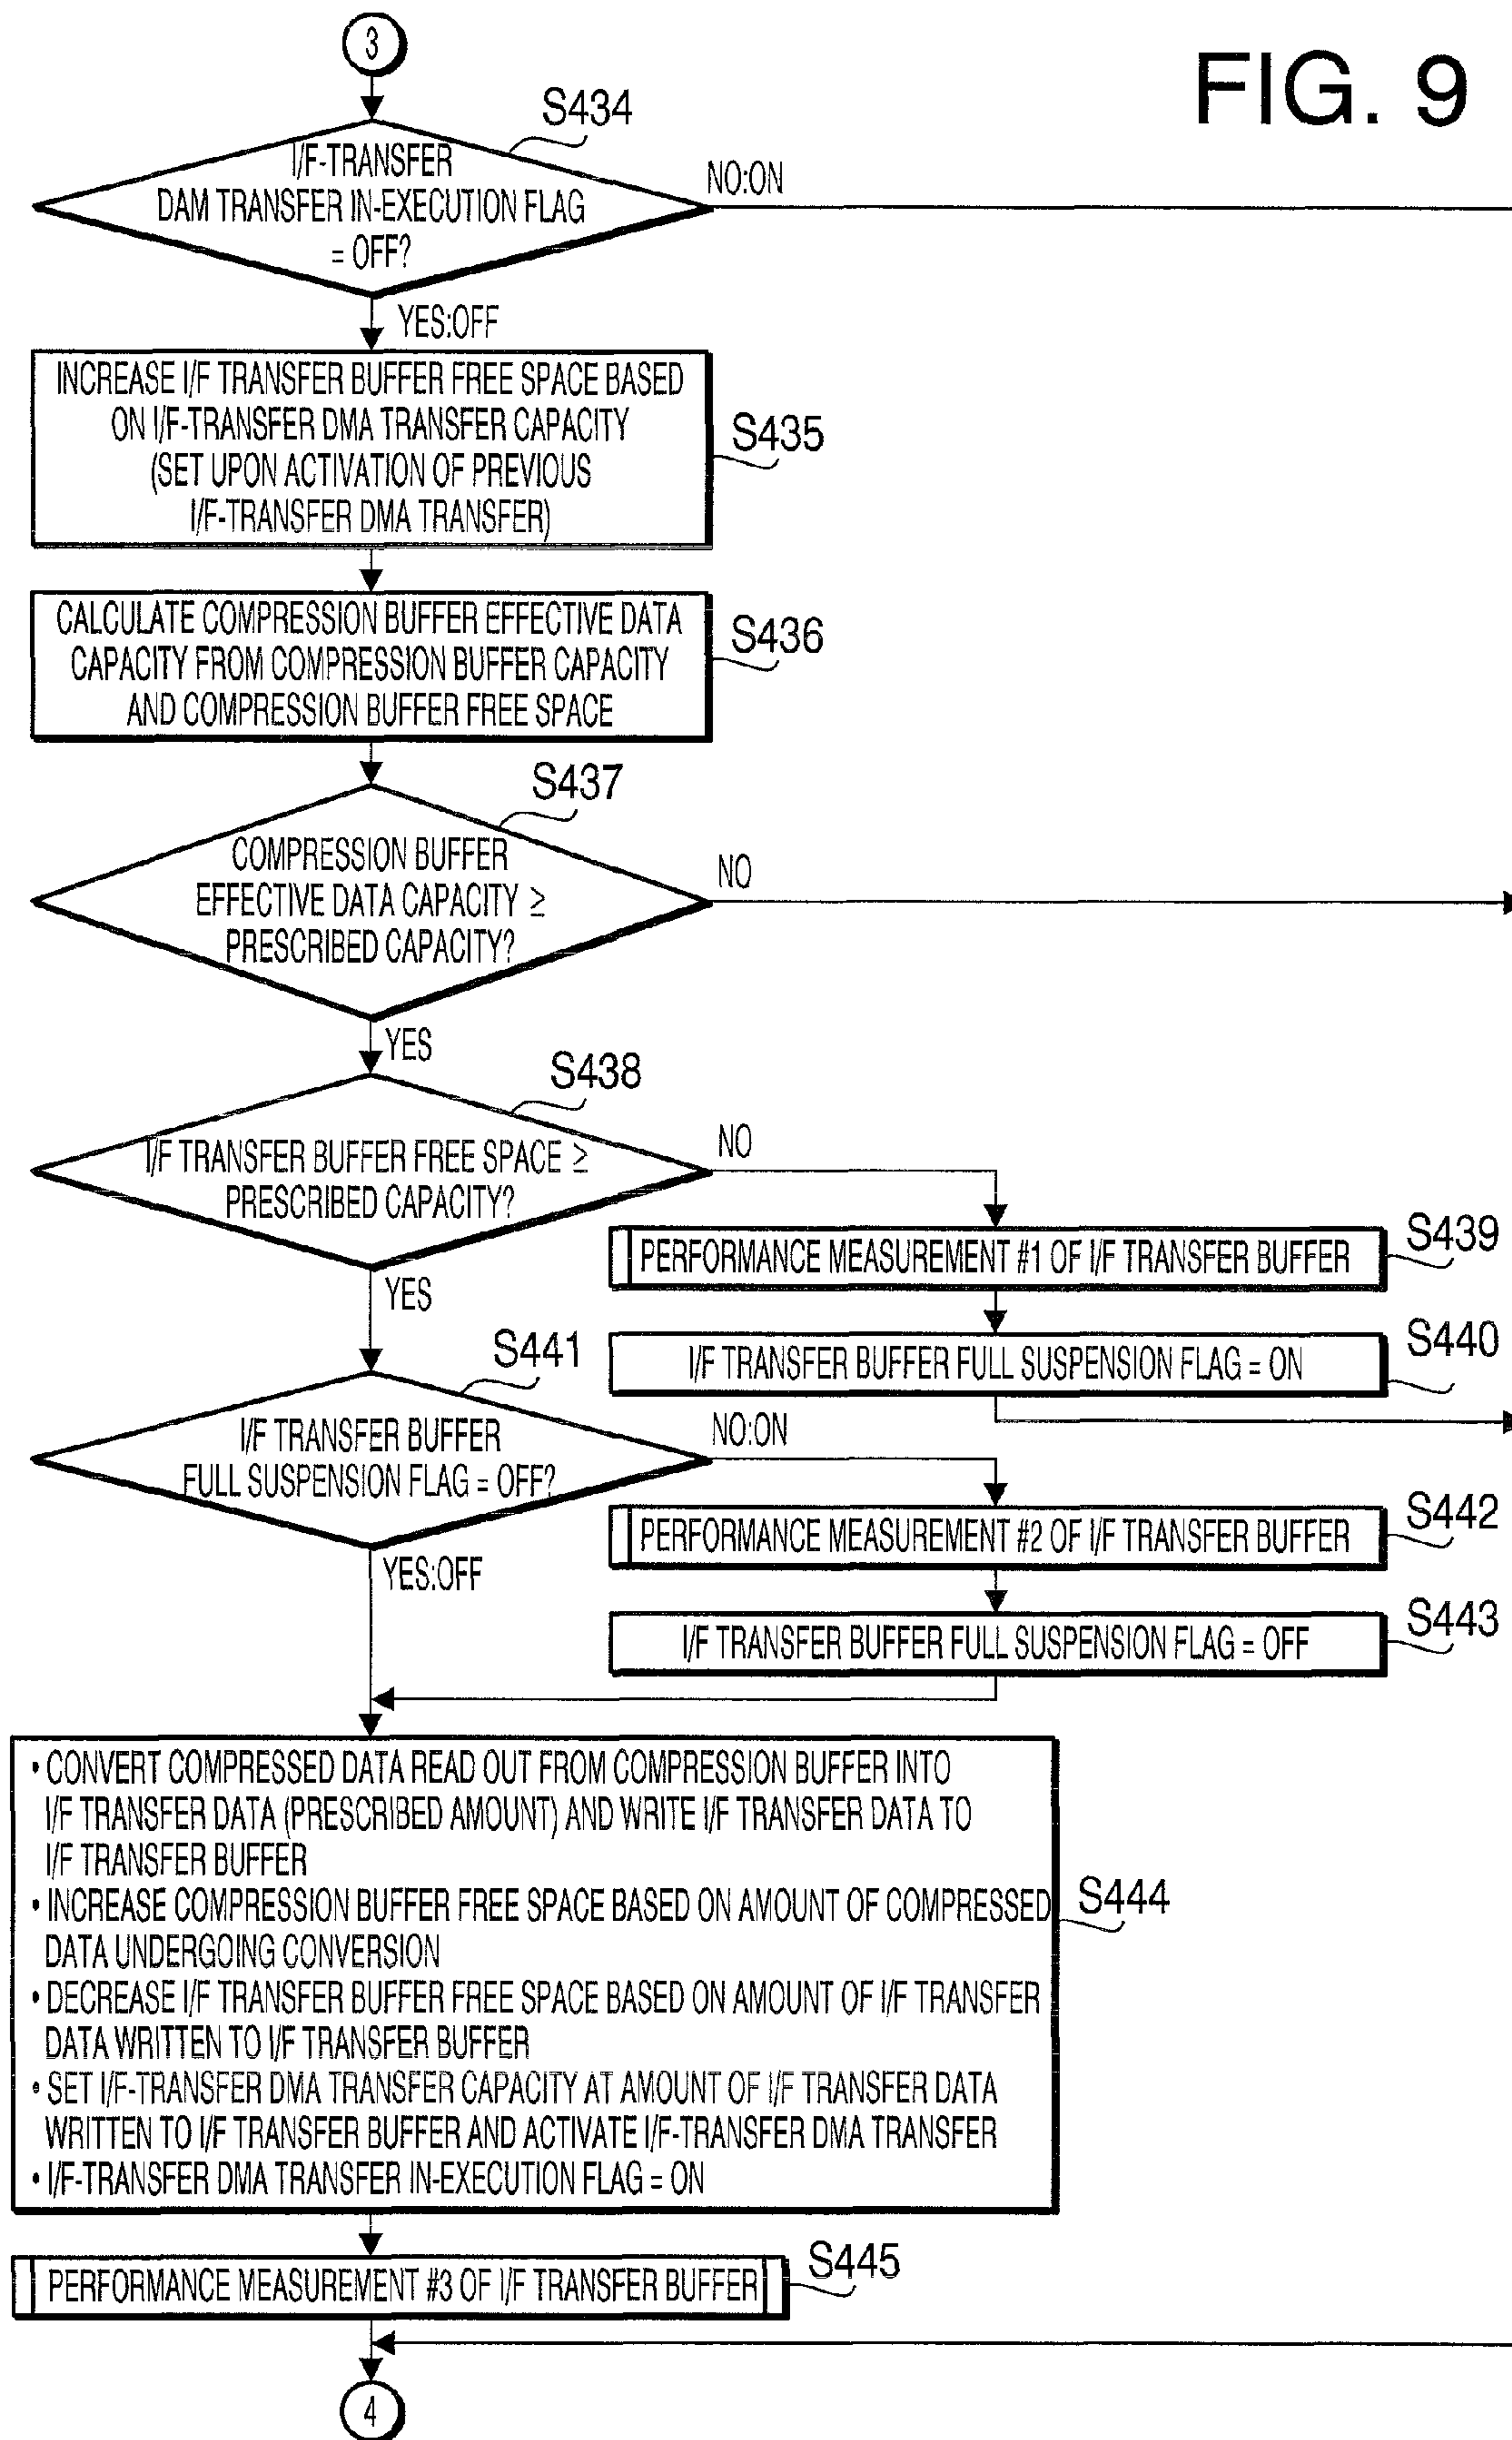 FIG. 9
3
S434
I/F-TRANSFER
DAM TRANSFER IN-EXECUTION FLAG
= OFF?
NO:ON
YES:OFF
INCREASE I/F TRANSFER BUFFER FREE SPACE BASED
ON I/F-TRANSFER DMA TRANSFER CAPACITY
(SET UPON ACTIVATION OF PREVIOUS
I/F-TRANSFER DMA TRANSFER)
S435
CALCULATE COMPRESSION BUFFER EFFECTIVE DATA
CAPACITY FROM COMPRESSION BUFFER CAPACITY
AND COMPRESSION BUFFER FREE SPACE
S436
S437
COMPRESSION BUFFER
EFFECTIVE DATA CAPACITY ≥
PRESCRIBED CAPACITY?
NO
YES
S438
I/F TRANSFER BUFFER FREE SPACE ≥
PRESCRIBED CAPACITY?
NO
YES
PERFORMANCE MEASUREMENT #1 OF I/F TRANSFER BUFFER
S439
I/F TRANSFER BUFFER FULL SUSPENSION FLAG = ON
S440
S441
I/F TRANSFER BUFFER
FULL SUSPENSION FLAG = OFF?
NO:ON
YES:OFF
PERFORMANCE MEASUREMENT #2 OF I/F TRANSFER BUFFER
S442
I/F TRANSFER BUFFER FULL SUSPENSION FLAG = OFF
S443
• CONVERT COMPRESSED DATA READ OUT FROM COMPRESSION BUFFER INTO
I/F TRANSFER DATA (PRESCRIBED AMOUNT) AND WRITE I/F TRANSFER DATA TO
I/F TRANSFER BUFFER
• INCREASE COMPRESSION BUFFER FREE SPACE BASED ON AMOUNT OF COMPRESSED
DATA UNDERGOING CONVERSION
• DECREASE I/F TRANSFER BUFFER FREE SPACE BASED ON AMOUNT OF I/F TRANSFER
DATA WRITTEN TO I/F TRANSFER BUFFER
• SET I/F-TRANSFER DMA TRANSFER CAPACITY AT AMOUNT OF I/F TRANSFER DATA
WRITTEN TO I/F TRANSFER BUFFER AND ACTIVATE I/F-TRANSFER DMA TRANSFER
• I/F-TRANSFER DMA TRANSFER IN-EXECUTION FLAG = ON
S444
PERFORMANCE MEASUREMENT #3 OF I/F TRANSFER BUFFER
S445
4